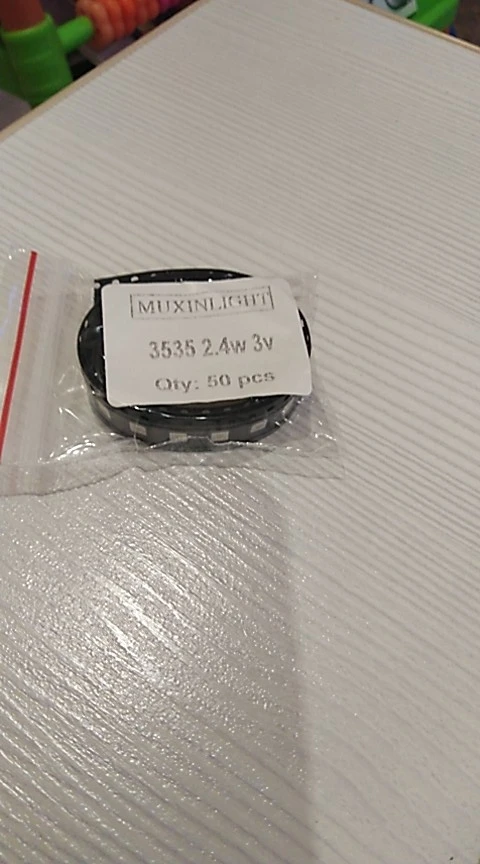 MUXINLIGHT
3535 2.4w 3v
Qty: 50 pcs